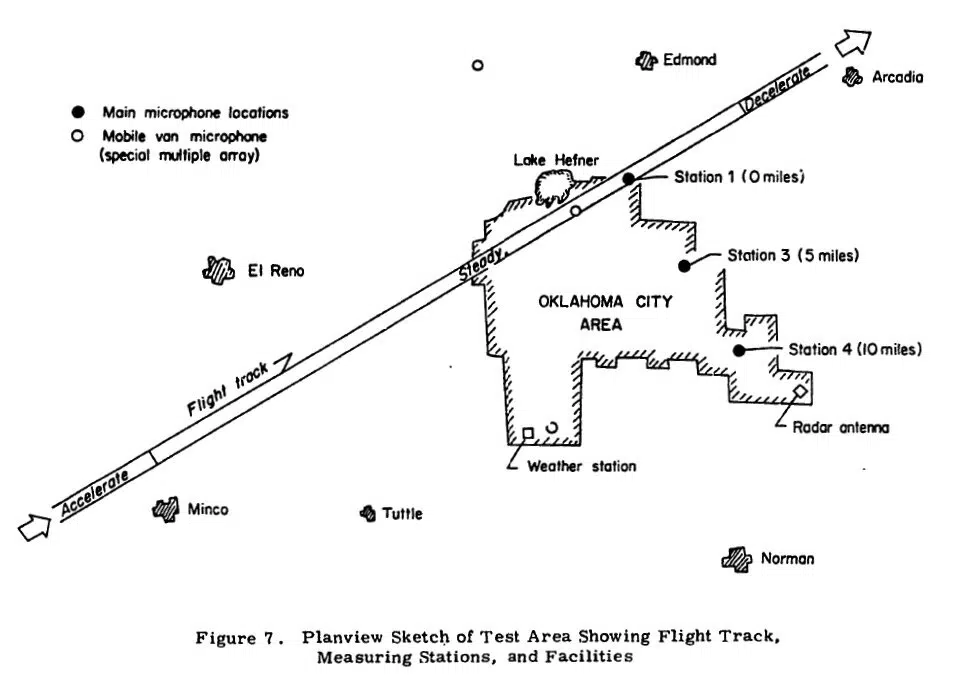 Edmond
Arcadia
Decelerate
Main microphone locations
Mobile van microphone
(special multiple array)
Lake Hefner
Station 1 (0 miles)
Station 3 (5 miles)
Steady
El Reno
OKLAHOMA CITY
AREA
Station 4 (10 miles)
Flight track
Radar antenna
Weather station
Accelerate
Minco
Tuttle
Norman
Figure 7. Planview Sketch of Test Area Showing Flight Track,
Measuring Stations, and Facilities